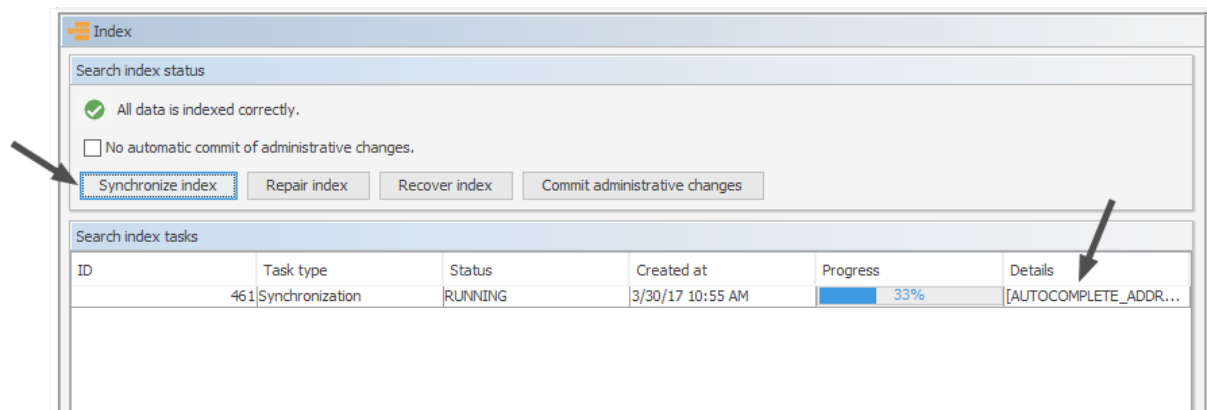 Index
Search index status
All data is indexed correctly.
No automatic commit of administrative changes.
Synchronize index Repair index Recover index Commit administrative changes
Search index tasks
ID Task type Status Created at Progress Details
461 Synchronization RUNNING 3/30/17 10:55 AM 33% [AUTOCOMPLETE_ADDR...